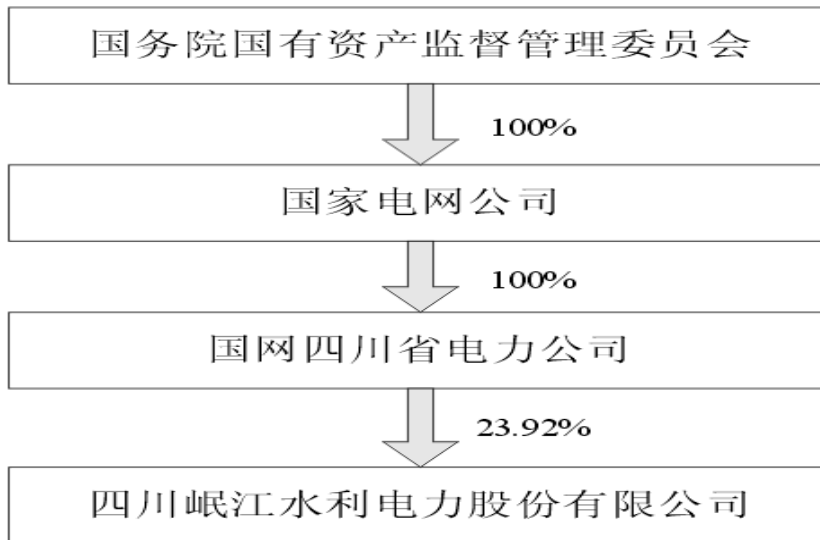 国务院国有资产监督管理委员会
100%
国家电网公司
100%
国网四川省电力公司
23.92%
四川岷江水利电力股份有限公司